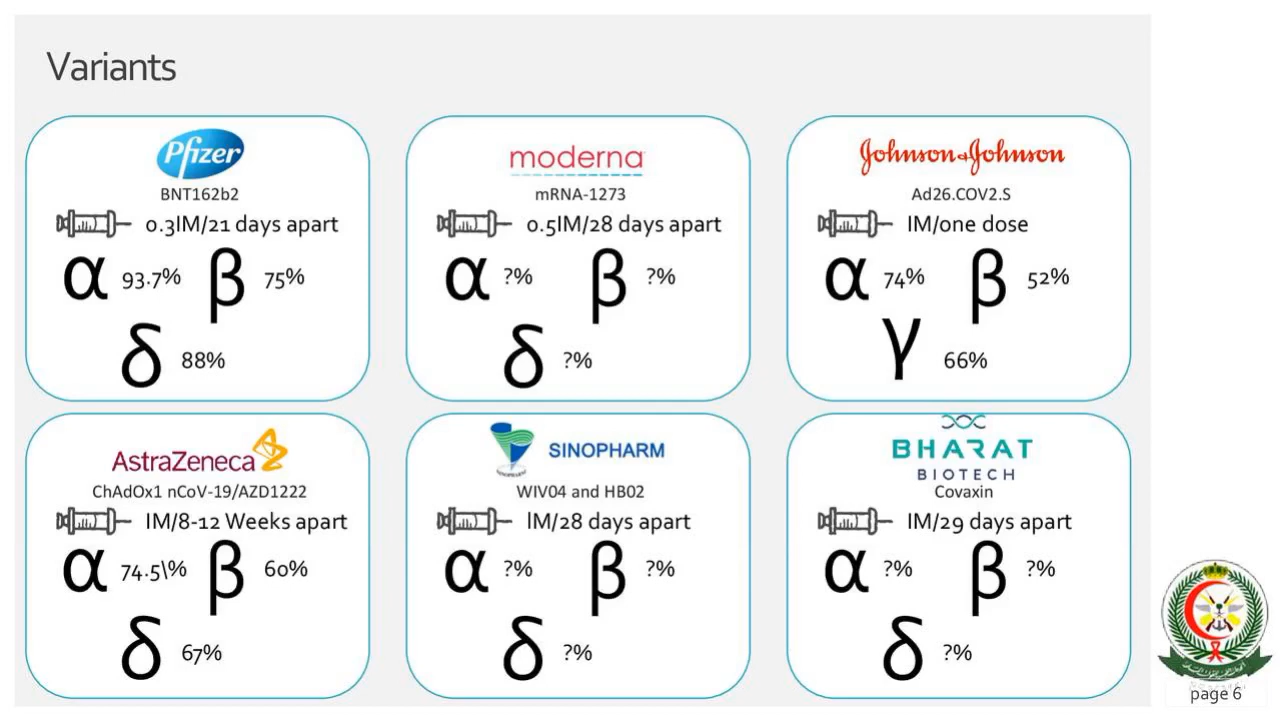 Variants
Pfizer
BNT162b2
0.3IM/21 days apart
α 93.7% β 75%
δ 88%
moderna
mRNA-1273
0.5IM/28 days apart
α ?% β ?%
δ ?%
Johnson & Johnson
Ad26.COV2.S
IM/one dose
α 74% β 52%
γ 66%
AstraZeneca
ChAdOx1 nCoV-19/AZD1222
IM/8-12 Weeks apart
α 74.5\% β 60%
δ 67%
SINOPHARM
WIV04 and HB02
IM/28 days apart
α ?% β ?%
δ ?%
BHARAT
BIOTECH
Covaxin
IM/29 days apart
α ?% β ?%
δ ?%
page 6